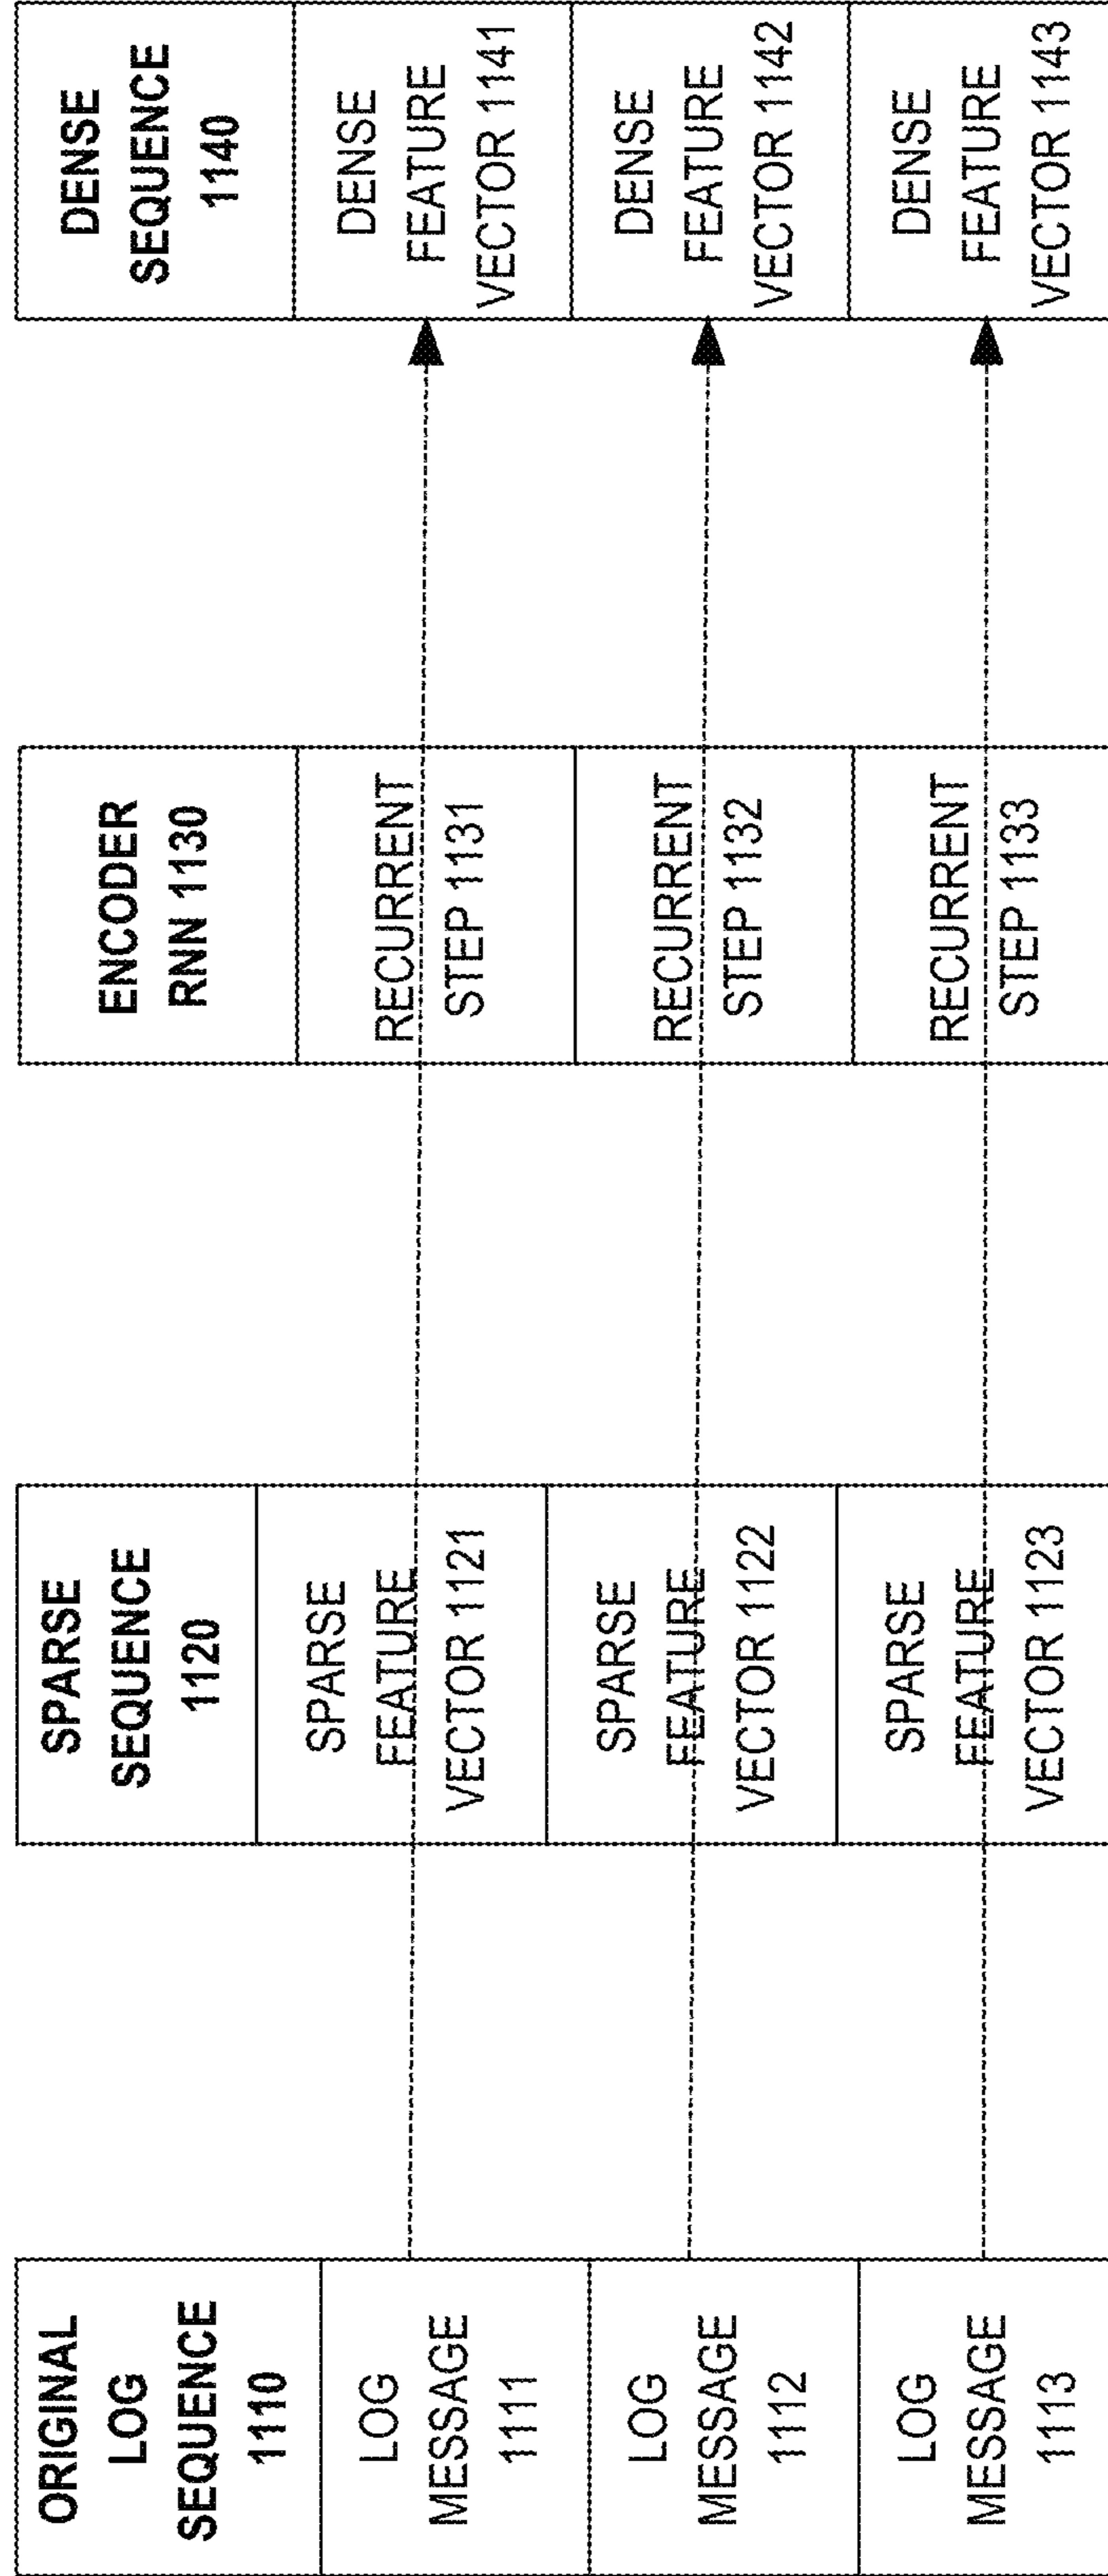 ORIGINAL
LOG
SEQUENCE
1110
LOG
MESSAGE
1111
LOG
MESSAGE
1112
LOG
MESSAGE
1113
SPARSE
SEQUENCE
1120
SPARSE
FEATURE
VECTOR 1121
SPARSE
FEATURE
VECTOR 1122
SPARSE
FEATURE
VECTOR 1123
ENCODER
RNN 1130
RECURRENT
STEP 1131
RECURRENT
STEP 1132
RECURRENT
STEP 1133
DENSE
SEQUENCE
1140
DENSE
FEATURE
VECTOR 1141
DENSE
FEATURE
VECTOR 1142
DENSE
FEATURE
VECTOR 1143